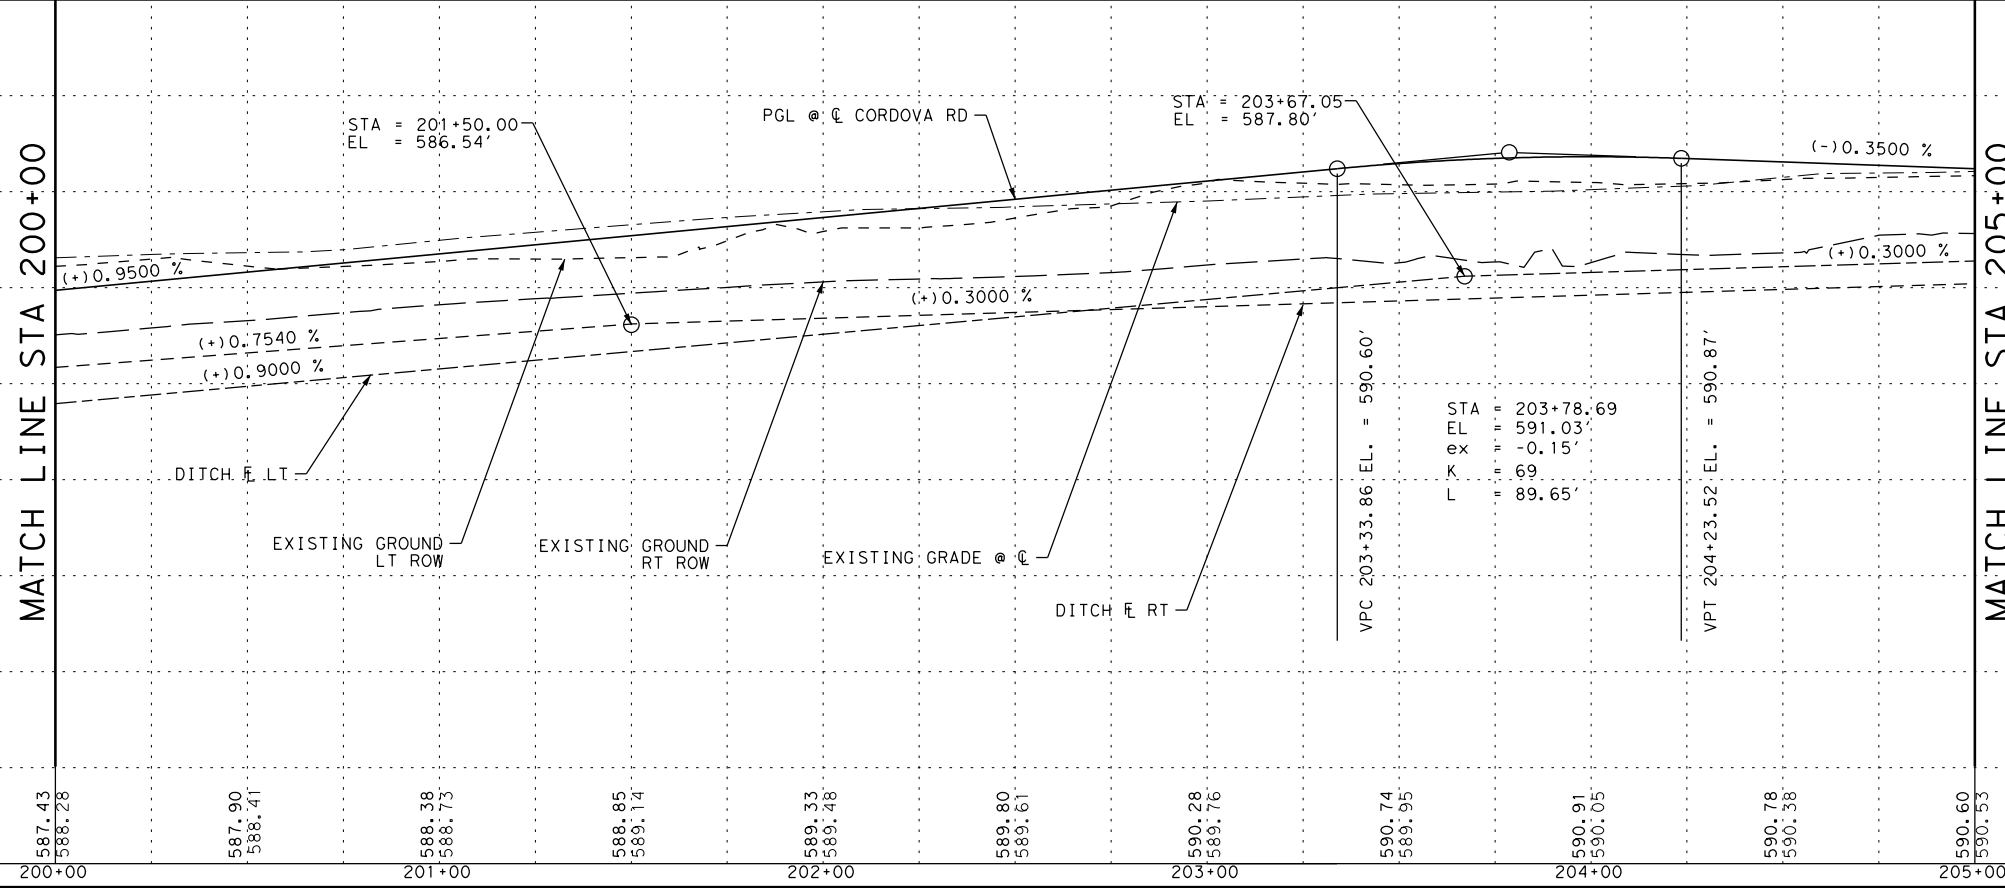 MATCH LINE STA 200+00
STA = 201+50.00
EL = 586.54′
PGL @ ℄ CORDOVA RD
STA = 203+67.05
EL = 587.80′
(-)0.3500 %
MATCH LINE STA 205+00
(+)0.9500 %
(+)0.3000 %
(+)0.3000 %
(+)0.7540 %
(+)0.9000 %
DITCH FL LT
EXISTING GROUND
LT ROW
EXISTING GROUND
RT ROW
EXISTING GRADE @ ℄
DITCH FL RT
VPC 203+33.86 EL. = 590.60′
STA = 203+78.69
EL = 591.03′
ex = -0.15′
K = 69
L = 89.65′
VPT 204+23.52 EL. = 590.87′
587.43
588.28
587.90
588.41
588.38
588.73
588.85
589.14
589.33
589.48
589.80
589.61
590.28
589.76
590.74
589.95
590.91
590.05
590.78
590.38
590.60
590.53
200+00
201+00
202+00
203+00
204+00
205+00